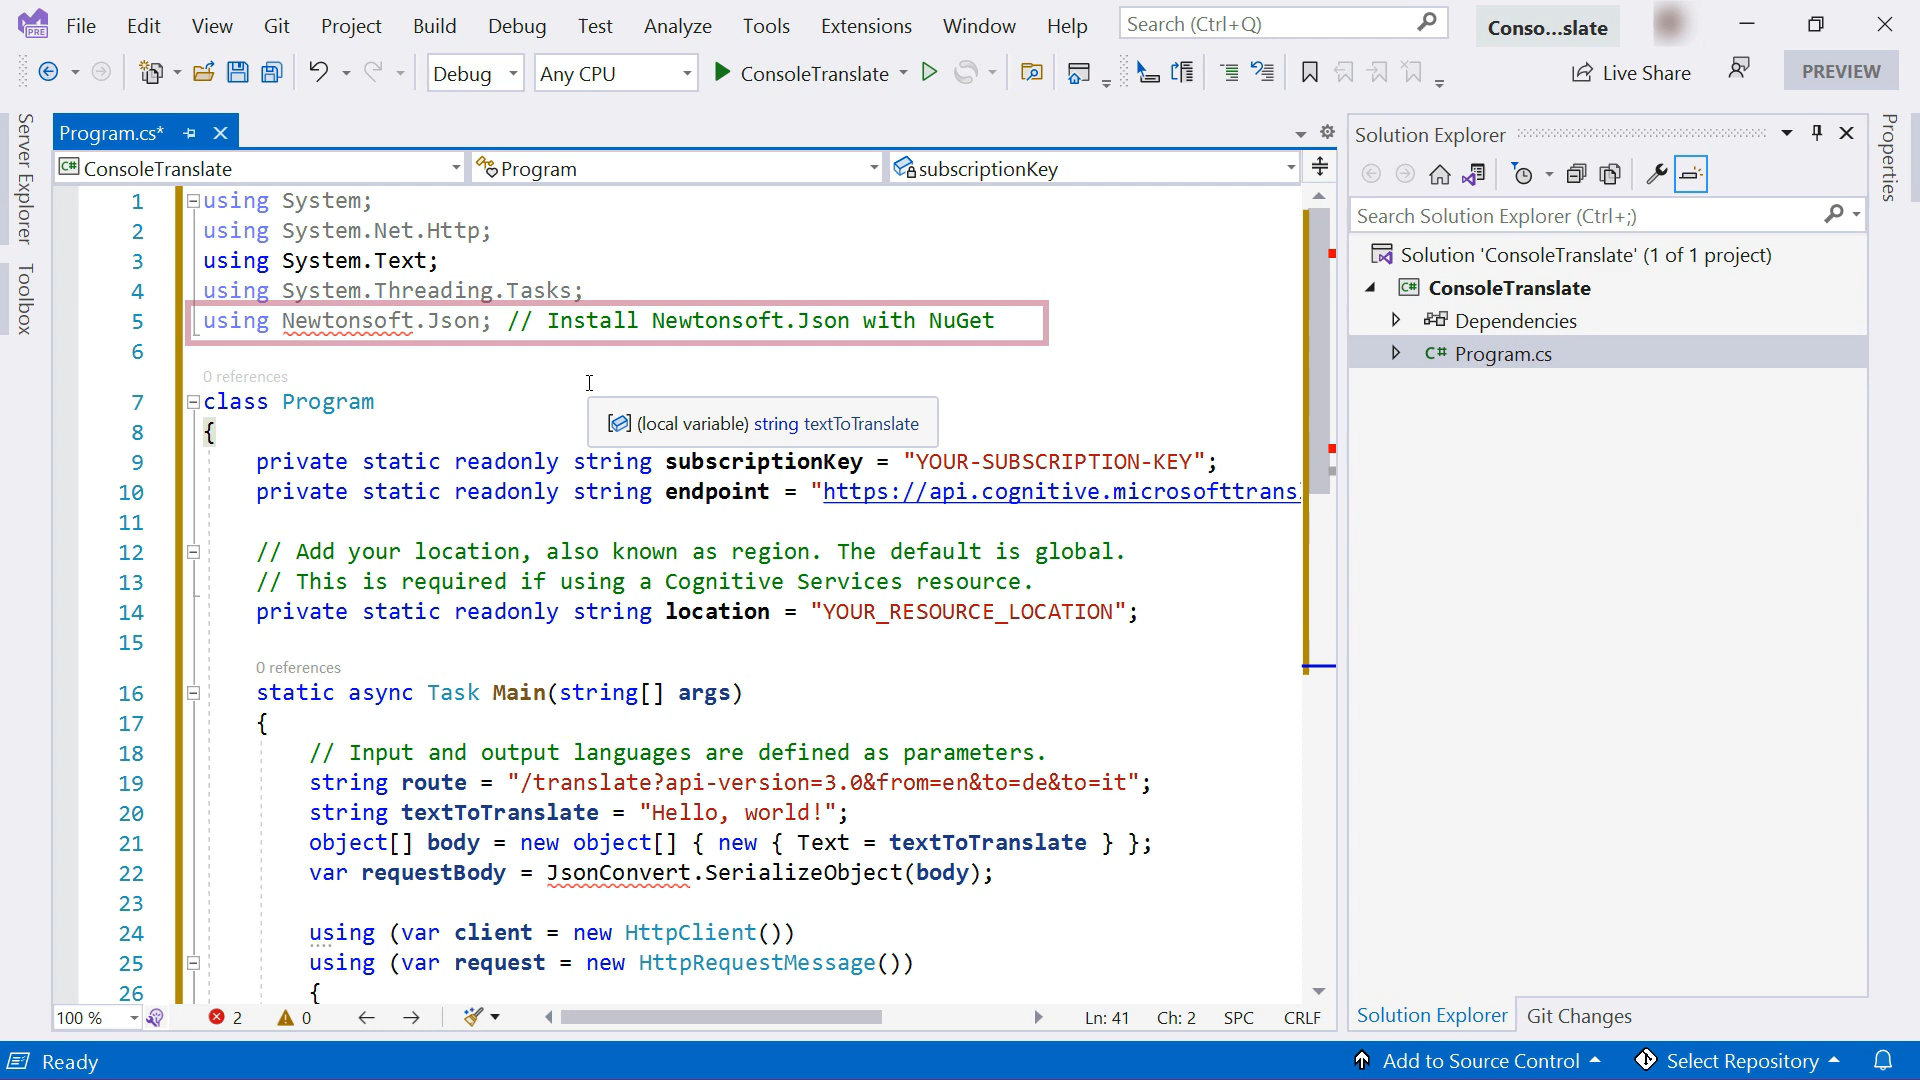 File Edit View Git Project Build Debug Test Analyze Tools Extensions Window Help Search (Ctrl+Q) Conso...slate
PRE
Debug Any CPU ConsoleTranslate Live Share PREVIEW
Server Explorer
Toolbox
Program.cs*
ConsoleTranslate Program subscriptionKey
1 using System;
2 using System.Net.Http;
3 using System.Text;
4 using System.Threading.Tasks;
5 using Newtonsoft.Json; // Install Newtonsoft.Json with NuGet
6
0 references
7 class Program
(local variable) string textToTranslate
8 {
9 private static readonly string subscriptionKey = "YOUR-SUBSCRIPTION-KEY";
10 private static readonly string endpoint = "https://api.cognitive.microsofttrans
11
12 // Add your location, also known as region. The default is global.
13 // This is required if using a Cognitive Services resource.
14 private static readonly string location = "YOUR_RESOURCE_LOCATION";
15
0 references
16 static async Task Main(string[] args)
17 {
18 // Input and output languages are defined as parameters.
19 string route = "/translate?api-version=3.0&from=en&to=de&to=it";
20 string textToTranslate = "Hello, world!";
21 object[] body = new object[] { new { Text = textToTranslate } };
22 var requestBody = JsonConvert.SerializeObject(body);
23
24 using (var client = new HttpClient())
25 using (var request = new HttpRequestMessage())
26 {
100 % 2 0 Ln: 41 Ch: 2 SPC CRLF
Solution Explorer
Search Solution Explorer (Ctrl+;)
Solution 'ConsoleTranslate' (1 of 1 project)
C# ConsoleTranslate
Dependencies
C# Program.cs
Solution Explorer Git Changes
Properties
Ready Add to Source Control Select Repository